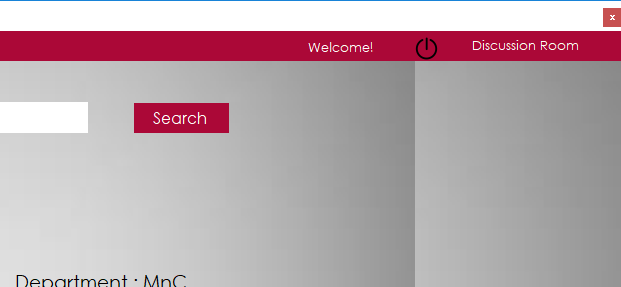 x
Welcome!
Discussion Room
Search
Department : MnC